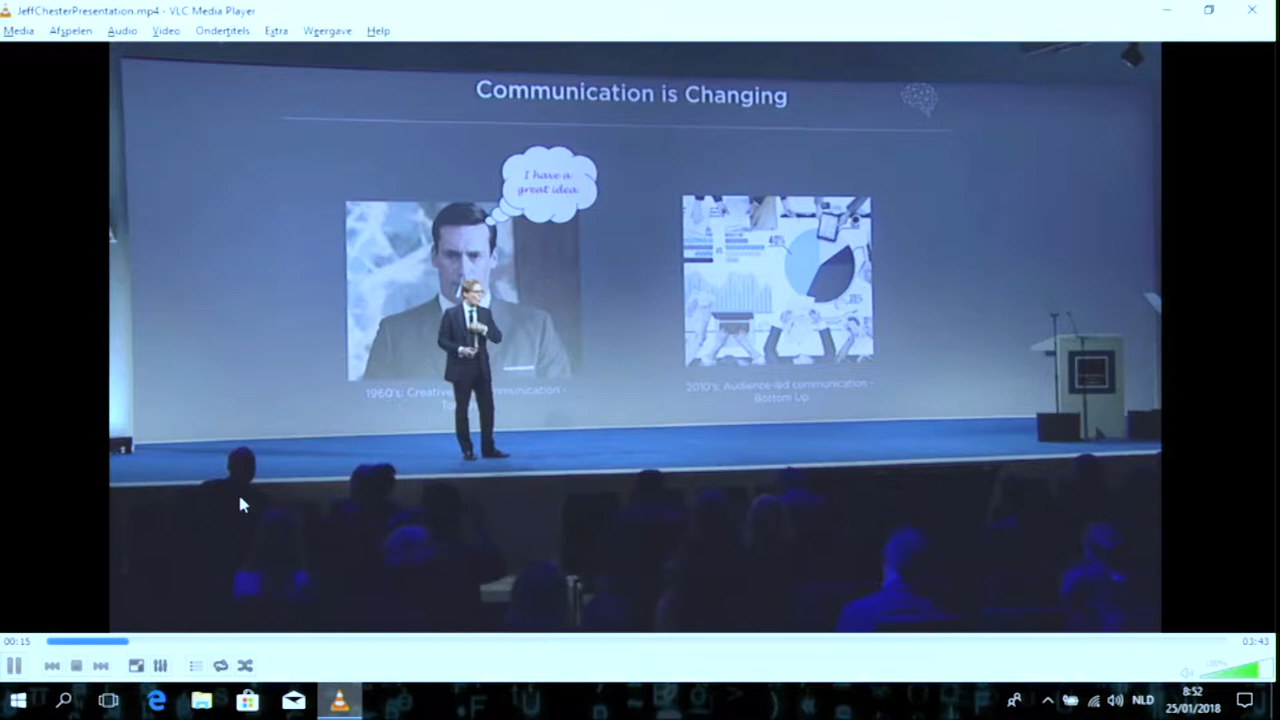 JeffChesterPresentation.mp4 - VLC Media Player
Media Afspelen Audio Video Ondertitels Extra Weergave Help
Communication is Changing
I have a
great idea
1960's: Creative
2010's: Audience-led communication -
Bottom Up
00:15
03:43
100%
NLD
8:52
25/01/2018